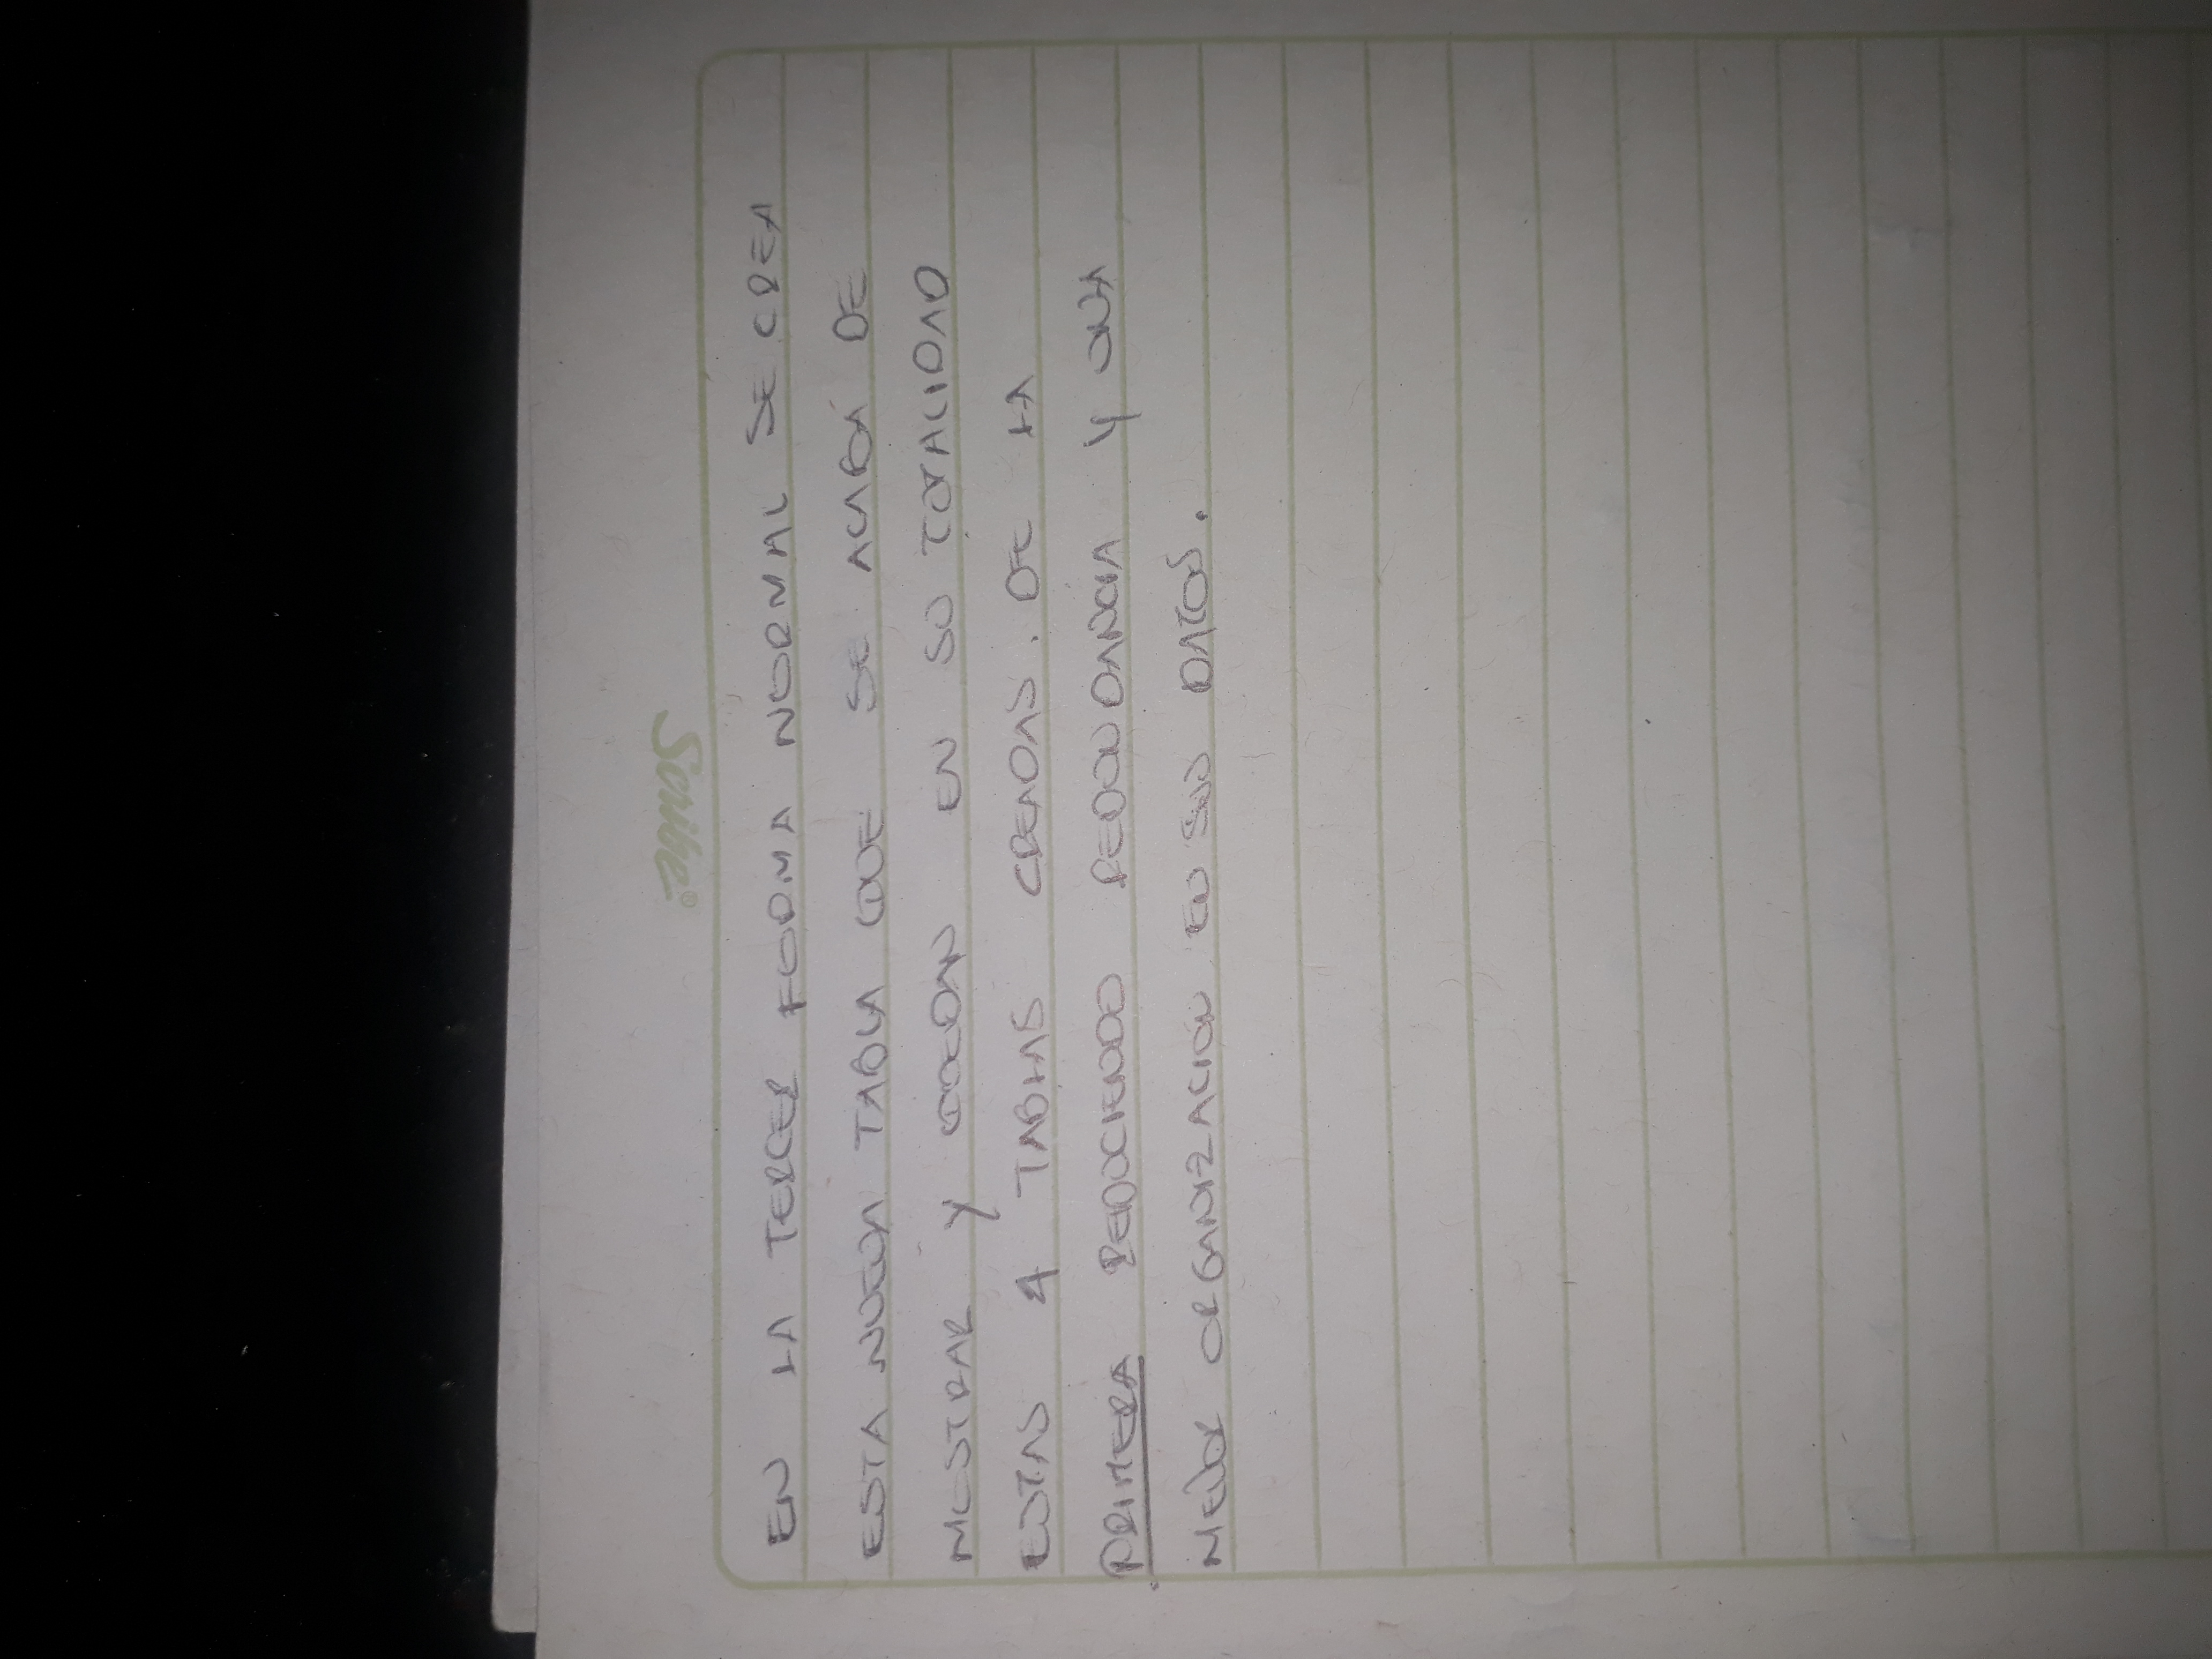 Scribe®
EN LA TERCER FORMA NORMAL SE CREA
ESTA NUEVA TABLA QUE SE ACABA DE
MOSTRAR Y QUEDAN EN SU TOTALIDAD
ESTAS 4 TABLAS CREADAS. DE LA
PRIMERA REDUCIENDO REDUNDANCIA Y UNA
MEJOR ORGANIZACIÓN EN SUS DATOS.